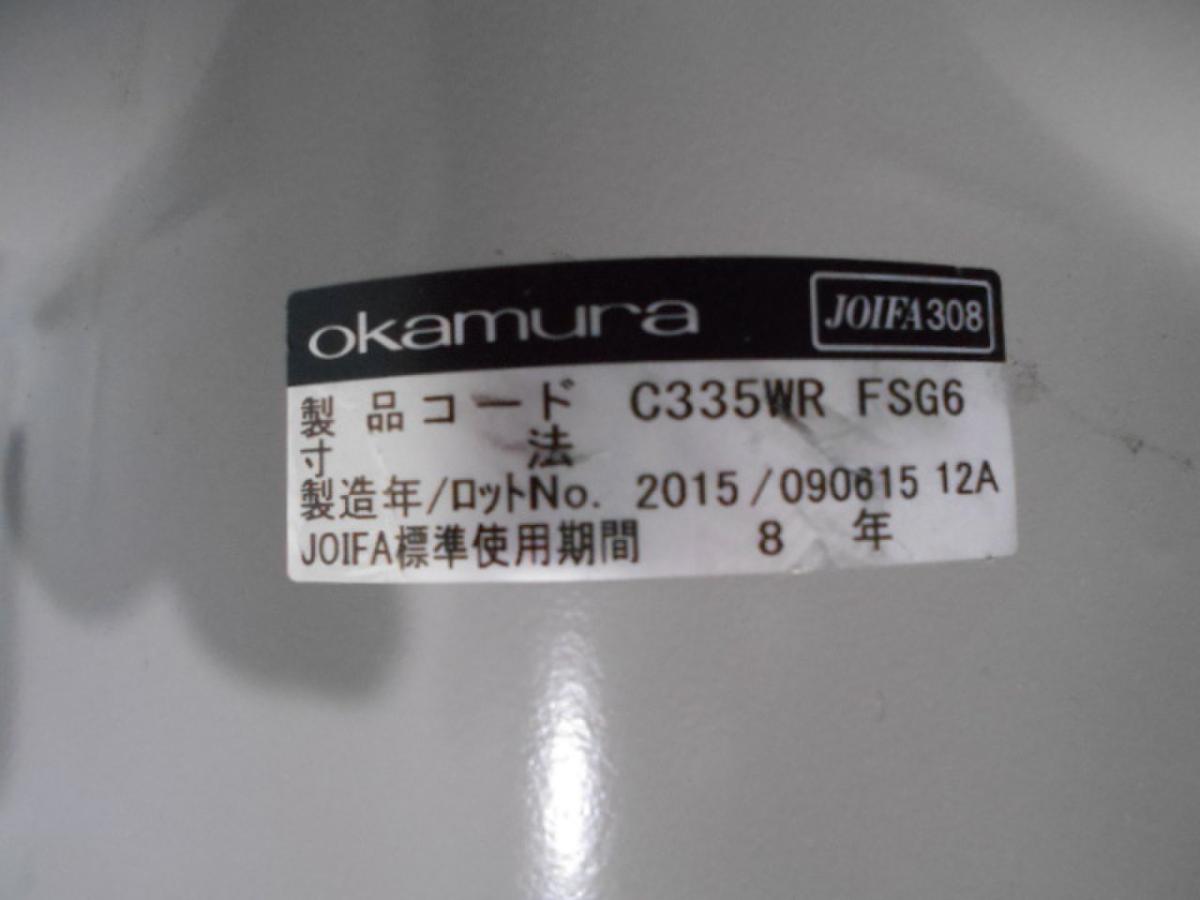 okamura JOIFA308
製品コード C335WR FSG6
寸法
製造年/ロットNo. 2015/090615 12A
JOIFA標準使用期間 8 年